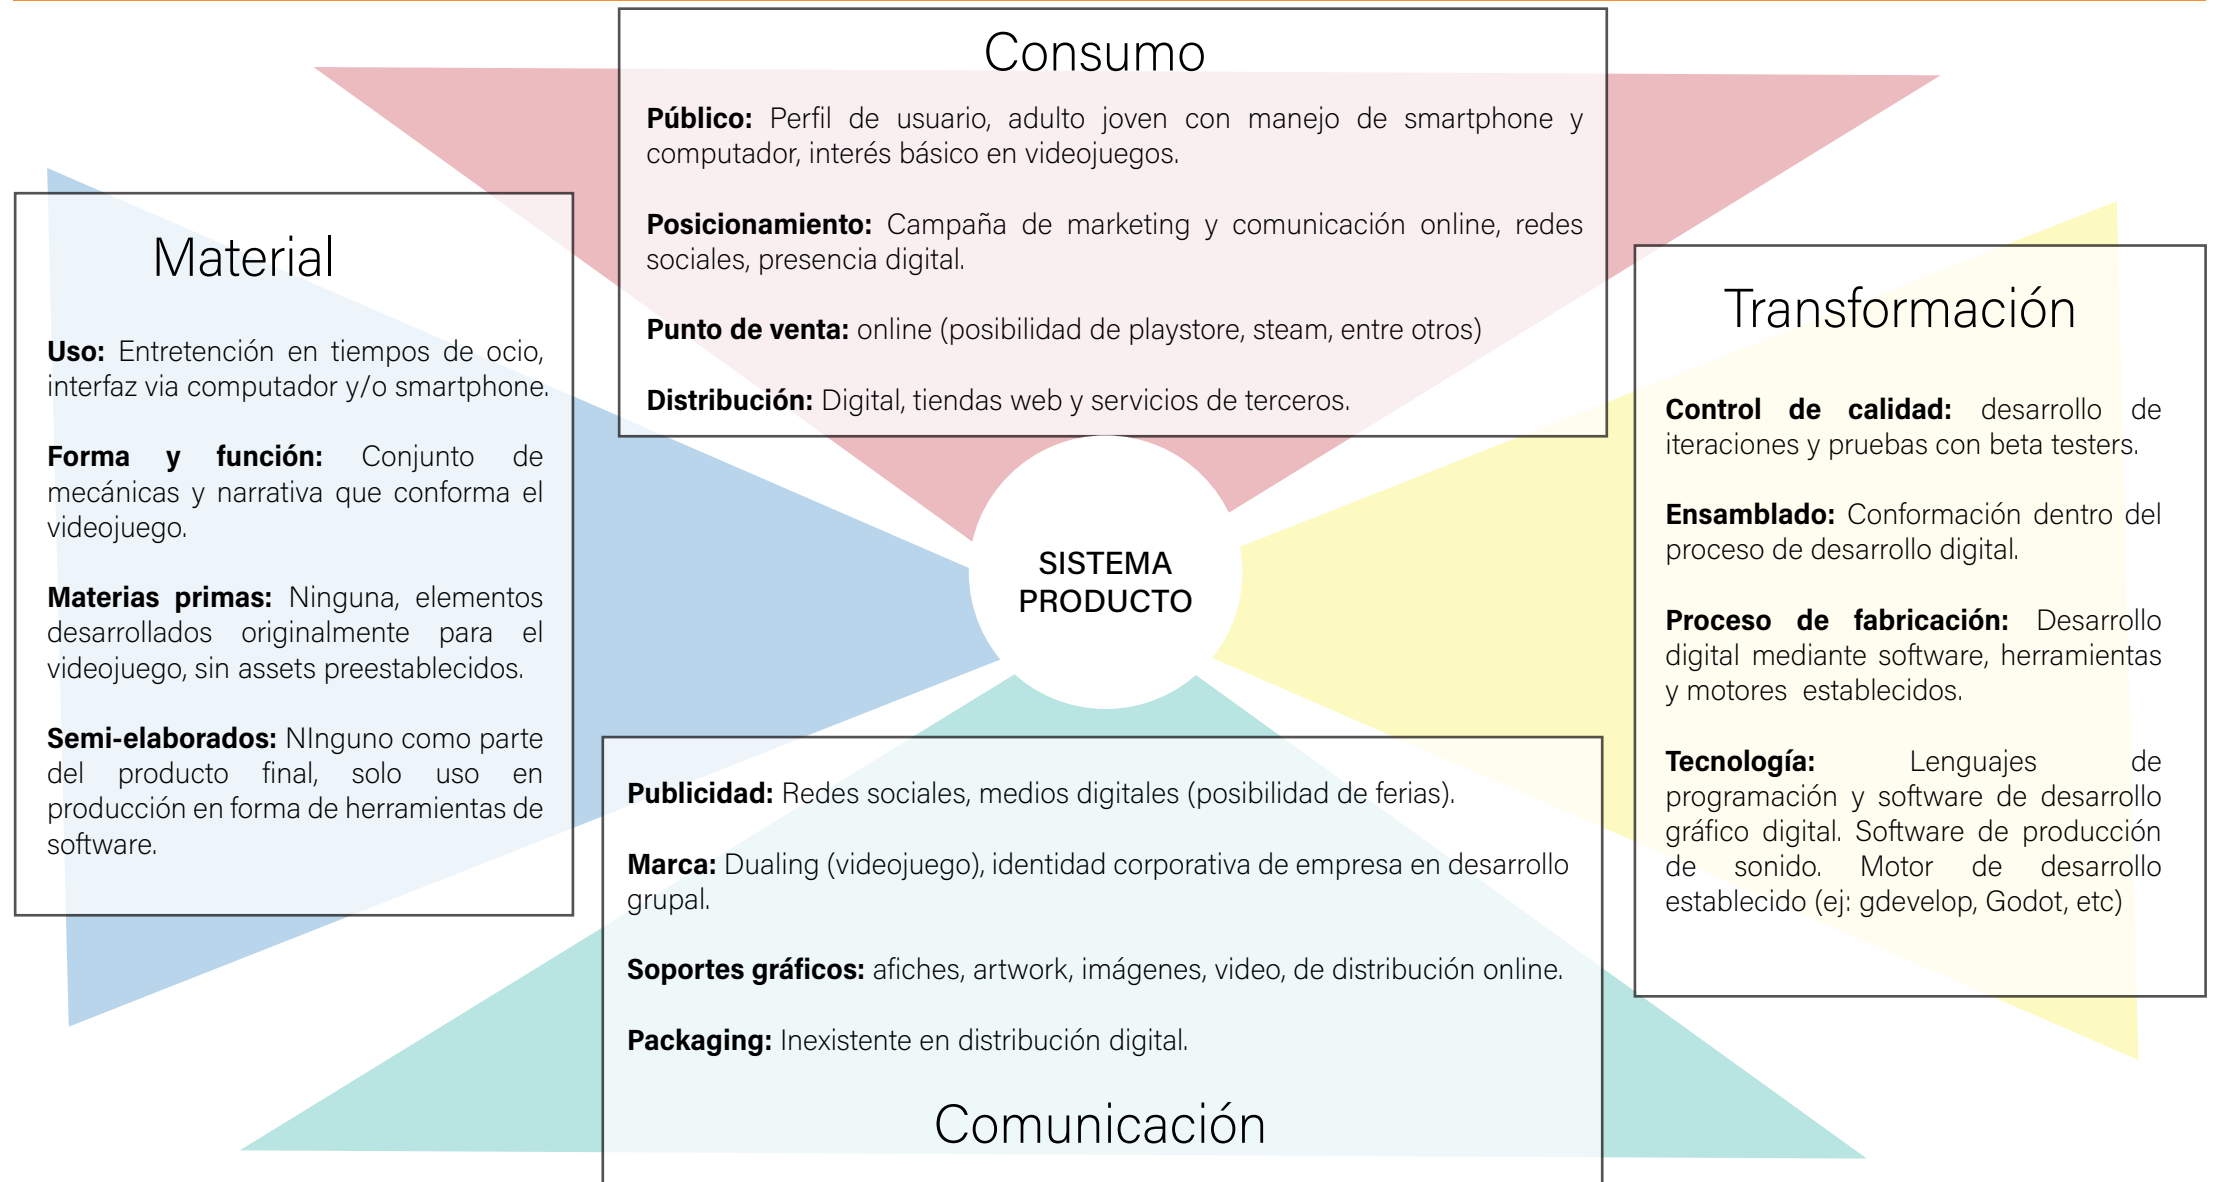 Consumo
Público: Perfil de usuario, adulto joven con manejo de smartphone y
computador, interés básico en videojuegos.
Posicionamiento: Campaña de marketing y comunicación online, redes
sociales, presencia digital.
Punto de venta: online (posibilidad de playstore, steam, entre otros)
Distribución: Digital, tiendas web y servicios de terceros.
Material
Uso: Entretención en tiempos de ocio,
interfaz via computador y/o smartphone.
Forma y función: Conjunto de
mecánicas y narrativa que conforma el
videojuego.
Materias primas: Ninguna, elementos
desarrollados originalmente para el
videojuego, sin assets preestablecidos.
Semi-elaborados: NInguno como parte
del producto final, solo uso en
producción en forma de herramientas de
software.
SISTEMA
PRODUCTO
Transformación
Control de calidad: desarrollo de
iteraciones y pruebas con beta testers.
Ensamblado: Conformación dentro del
proceso de desarrollo digital.
Proceso de fabricación: Desarrollo
digital mediante software, herramientas
y motores establecidos.
Tecnología: Lenguajes de
programación y software de desarrollo
gráfico digital. Software de producción
de sonido. Motor de desarrollo
establecido (ej: gdevelop, Godot, etc)
Publicidad: Redes sociales, medios digitales (posibilidad de ferias).
Marca: Dualing (videojuego), identidad corporativa de empresa en desarrollo
grupal.
Soportes gráficos: afiches, artwork, imágenes, video, de distribución online.
Packaging: Inexistente en distribución digital.
Comunicación